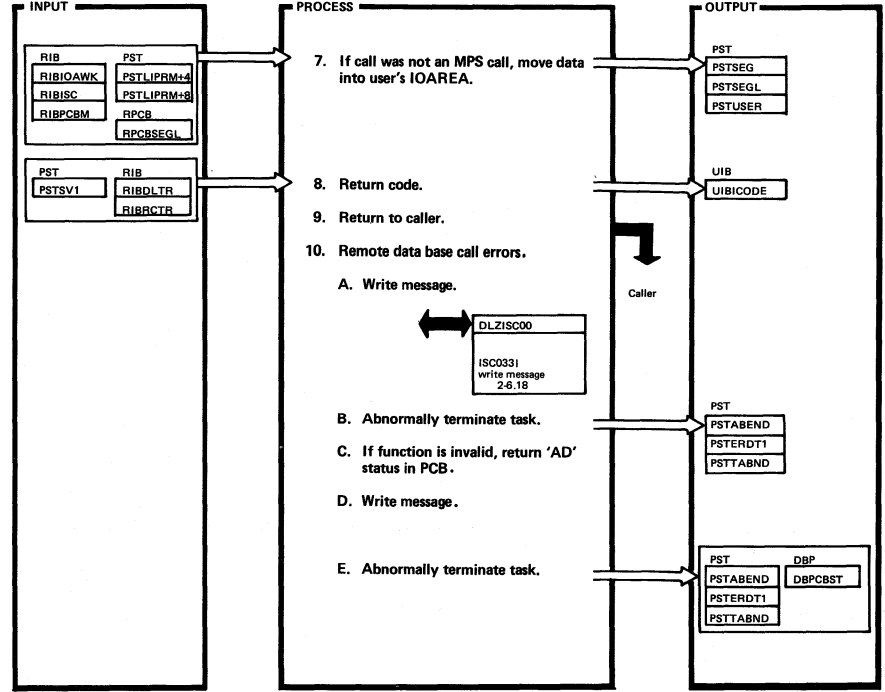 INPUT
PROCESS
OUTPUT
RIB
PST
RIBIOAWK
PSTLIPRM+4
RIBISC
PSTLIPRM+8
RIBPCBM
RPCB
RPCBSEGL
7. If call was not an MPS call, move data
into user's IOAREA.
PST
PSTSEG
PSTSEGL
PSTUSER
PST
RIB
PSTSV1
RIBDLTR
RIBRCTR
8. Return code.
UIB
UIBICODE
9. Return to caller.
Caller
10. Remote data base call errors.
A. Write message.
DLZISC00
ISC033I
write message
2-6.18
B. Abnormally terminate task.
PST
PSTABEND
PSTERDT1
PSTTABND
C. If function is invalid, return 'AD'
status in PCB.
D. Write message.
E. Abnormally terminate task.
PST
DBP
PSTABEND
DBPCBST
PSTERDT1
PSTTABND